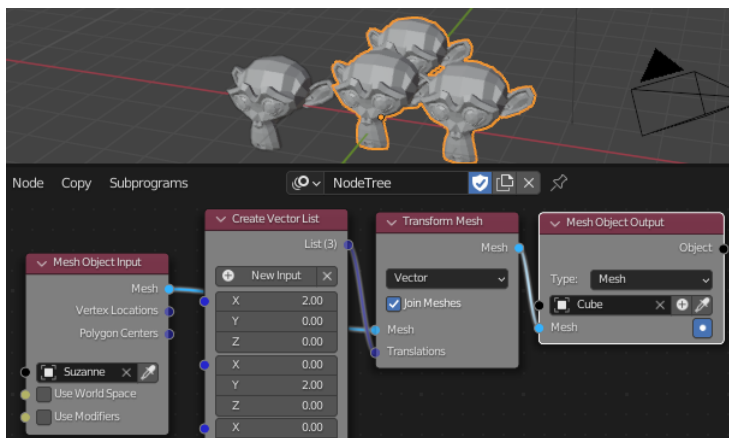 Node Copy Subprograms NodeTree
Mesh Object Input
Mesh
Vertex Locations
Polygon Centers
Suzanne
Use World Space
Use Modifiers
Create Vector List
List (3)
New Input
X 2.00
Y 0.00
Z 0.00
X 0.00
Y 2.00
Z 0.00
X 0.00
Transform Mesh
Mesh
Vector
Join Meshes
Mesh
Translations
Mesh Object Output
Object
Type: Mesh
Cube
Mesh